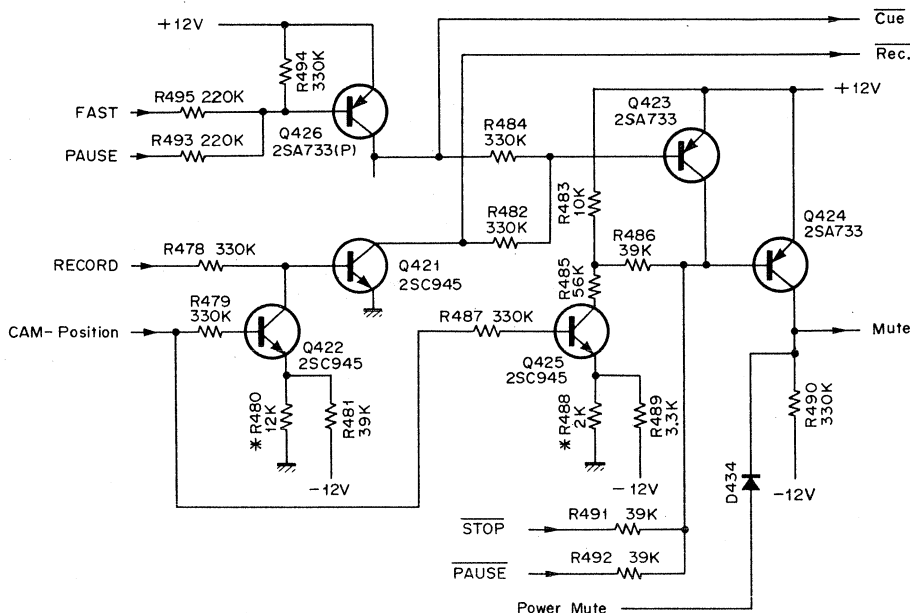 +12V
Cue
Rec.
R494
330K
R495 220K
FAST
Q426
2SA733(P)
R493 220K
PAUSE
R484
330K
Q423
2SA733
+12V
R483
10K
R482
330K
R486
39K
Q424
2SA733
R478 330K
RECORD
Q421
2SC945
R485
56K
R479
330K
CAM-Position
R487 330K
Mute
Q422
2SC945
Q425
2SC945
*R480
12K
R481
39K
*R488
2K
R489
3.3K
R490
330K
-12V
-12V
-12V
D434
STOP
R491 39K
PAUSE
R492 39K
Power Mute